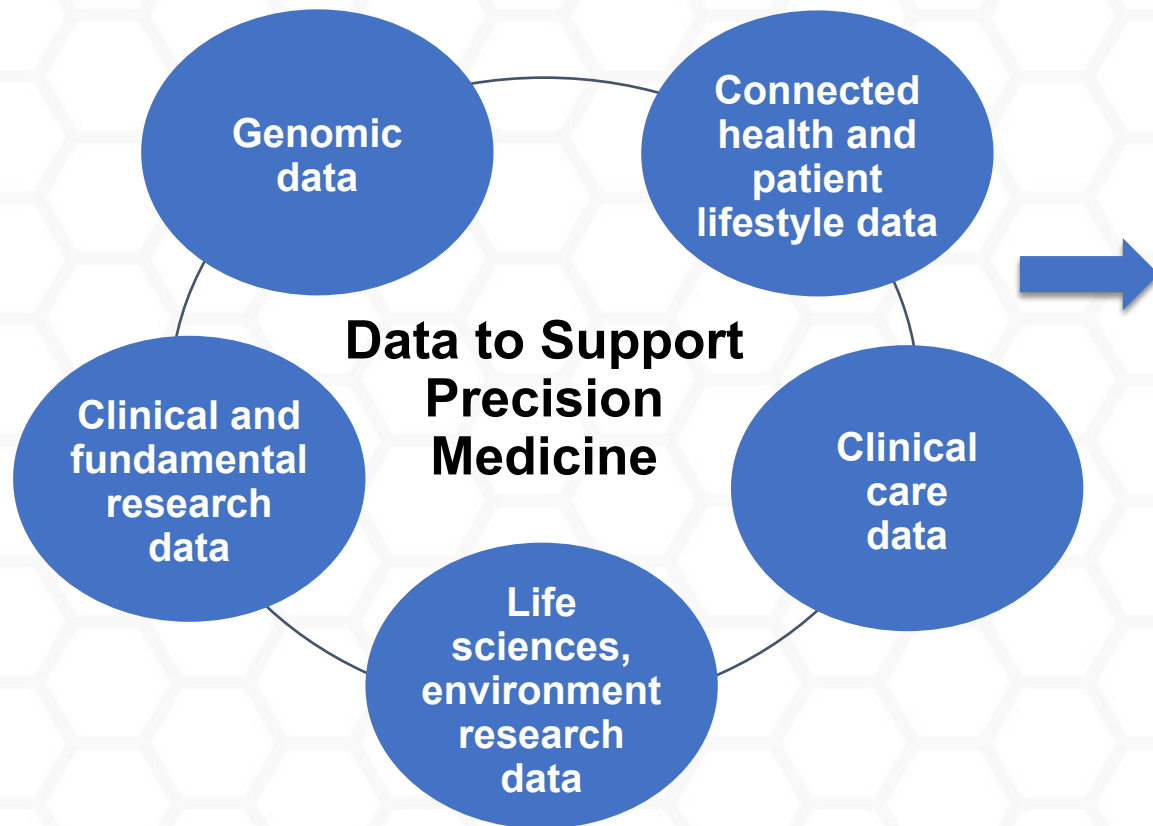 Genomic
data
Connected
health and
patient
lifestyle data
Data to Support
Precision
Medicine
Clinical and
fundamental
research
data
Clinical
care
data
Life
sciences,
environment
research
data